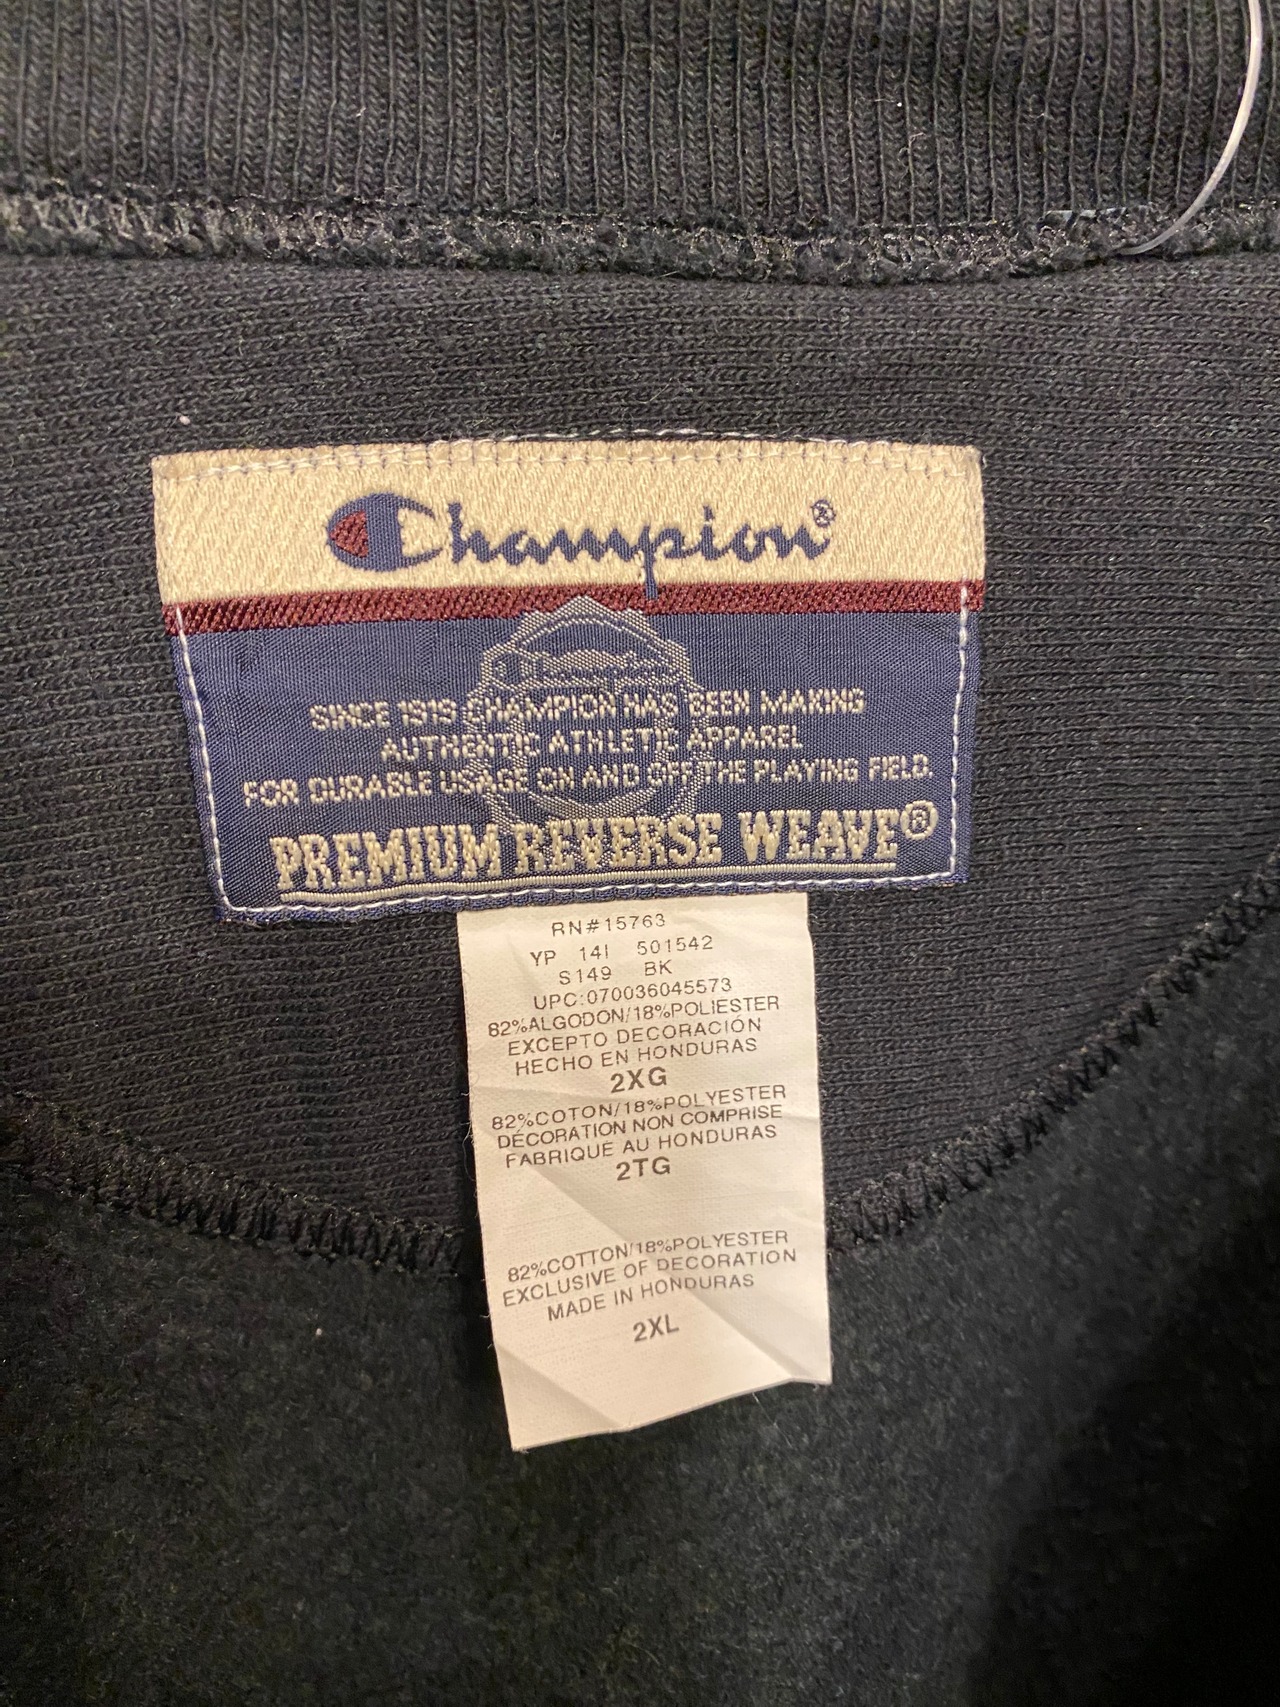 Champion®
Champion
SINCE 1919 CHAMPION HAS BEEN MAKING
AUTHENTIC ATHLETIC APPAREL
FOR DURABLE USAGE ON AND OFF THE PLAYING FIELD.
PREMIUM REVERSE WEAVE®
RN#15763
YP 14I 501542
S149 BK
UPC:070036045573
82%ALGODON/18%POLIESTER
EXCEPTO DECORACIÓN
HECHO EN HONDURAS
2XG
82%COTON/18%POLYESTER
DÉCORATION NON COMPRISE
FABRIQUÉ AU HONDURAS
2TG
82%COTTON/18%POLYESTER
EXCLUSIVE OF DECORATION
MADE IN HONDURAS
2XL